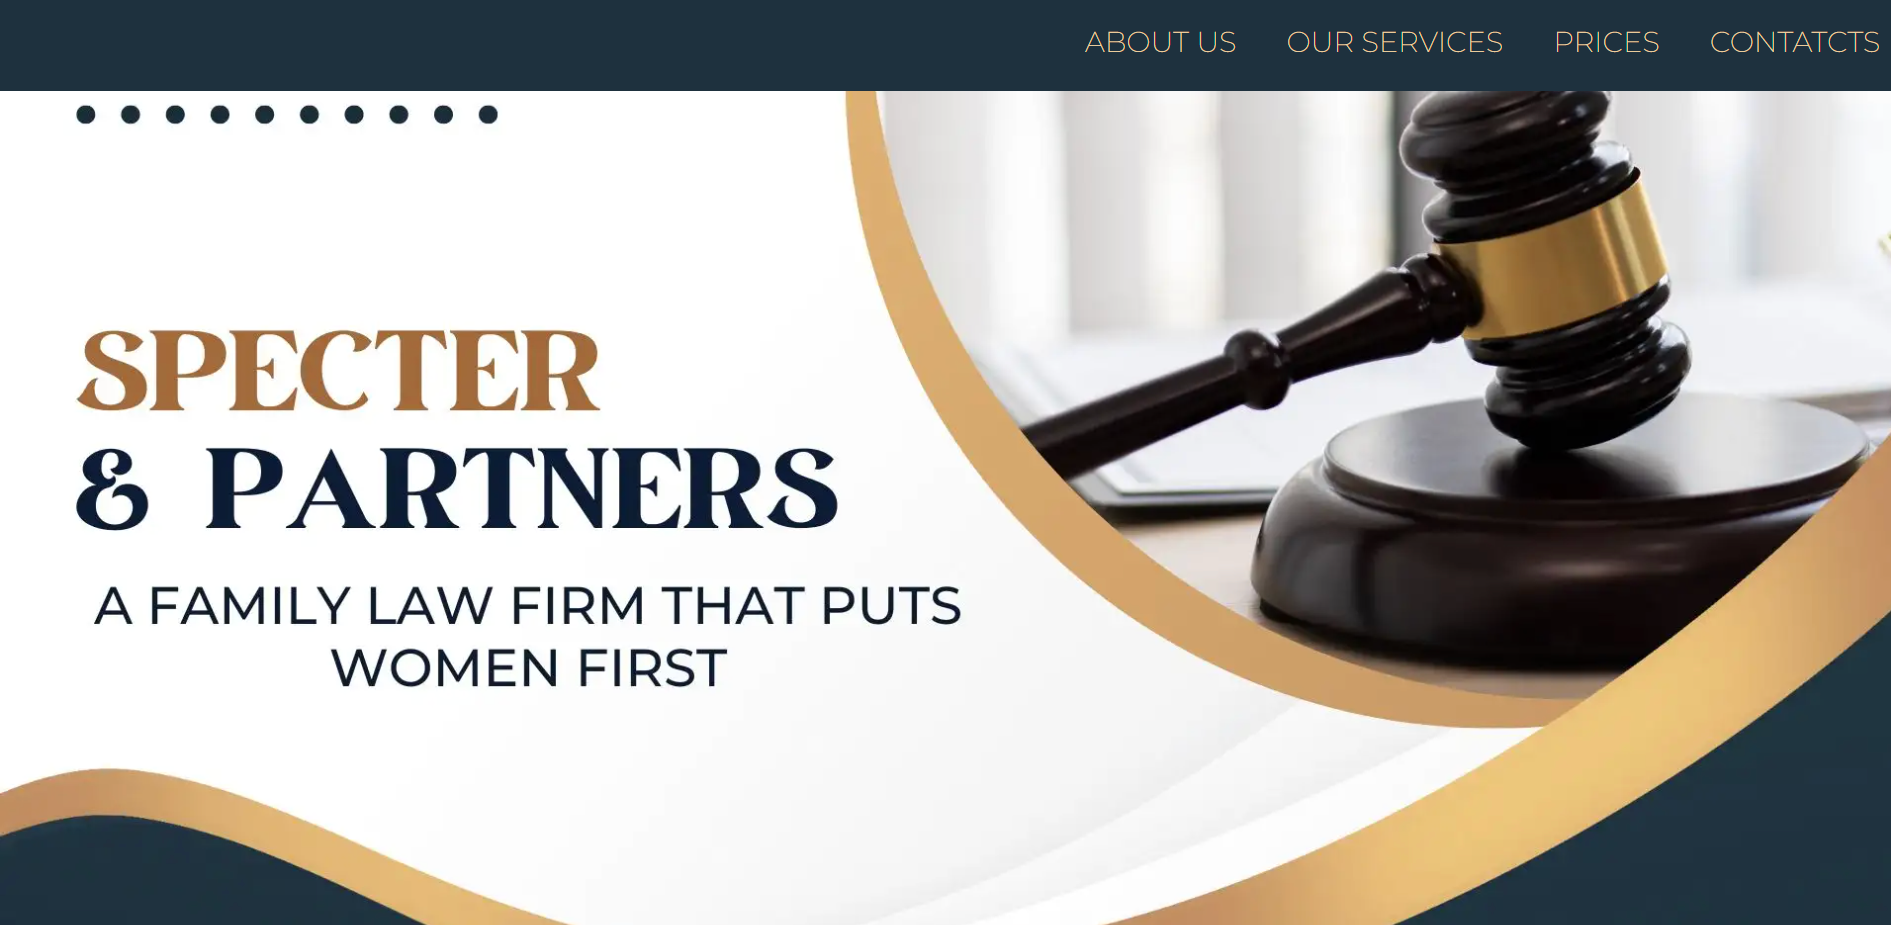 ABOUT US OUR SERVICES PRICES CONTATCTS
SPECTER
& PARTNERS
A FAMILY LAW FIRM THAT PUTS
WOMEN FIRST